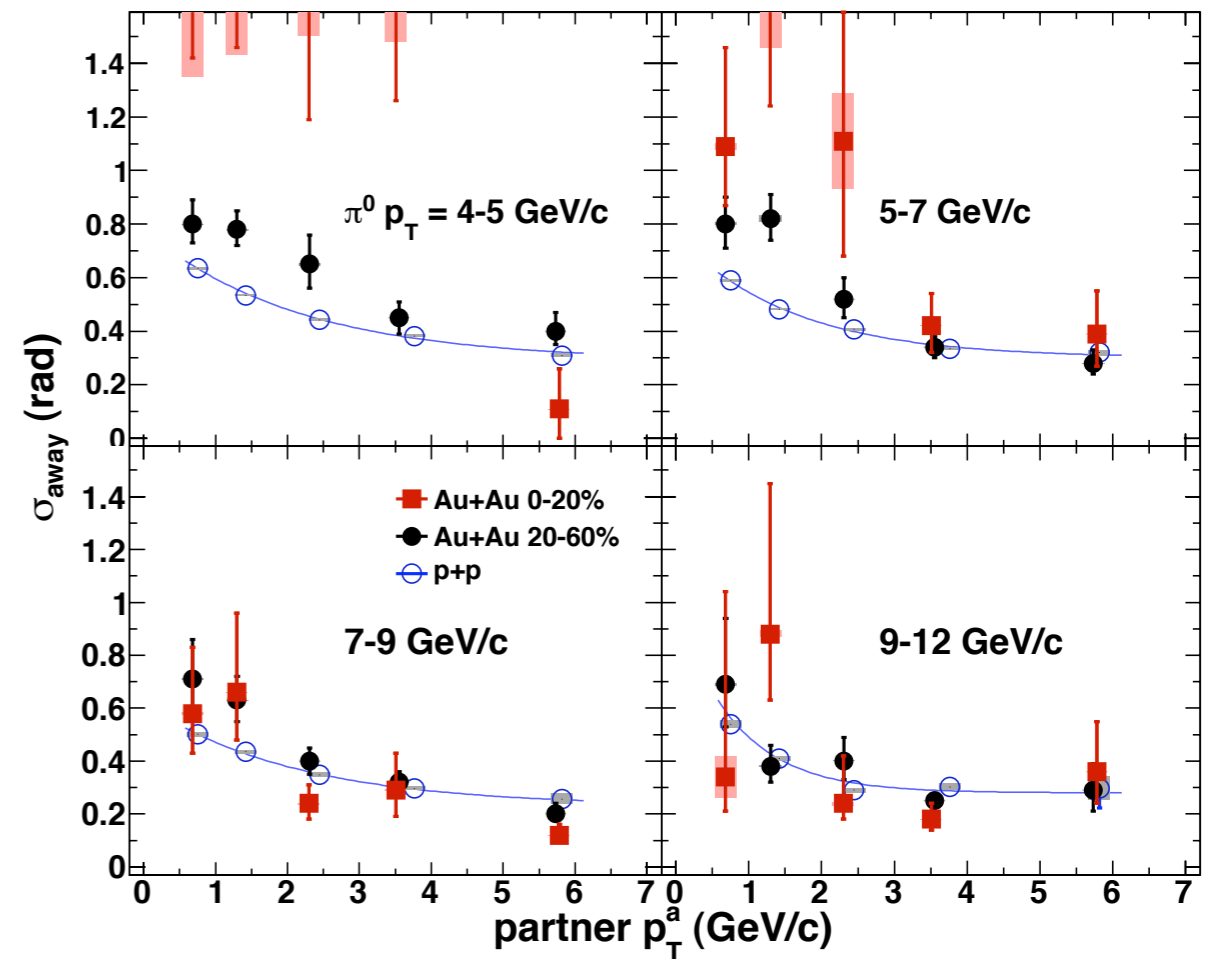 1.4
1.2
1
0.8
0.6
0.4
0.2
0
π⁰ p_T = 4-5 GeV/c
5-7 GeV/c
σ_away (rad)
1.4
1.2
1
0.8
0.6
0.4
0.2
0
Au+Au 0-20%
Au+Au 20-60%
p+p
7-9 GeV/c
9-12 GeV/c
0 1 2 3 4 5 6 7 0 1 2 3 4 5 6 7
partner p_T^a (GeV/c)